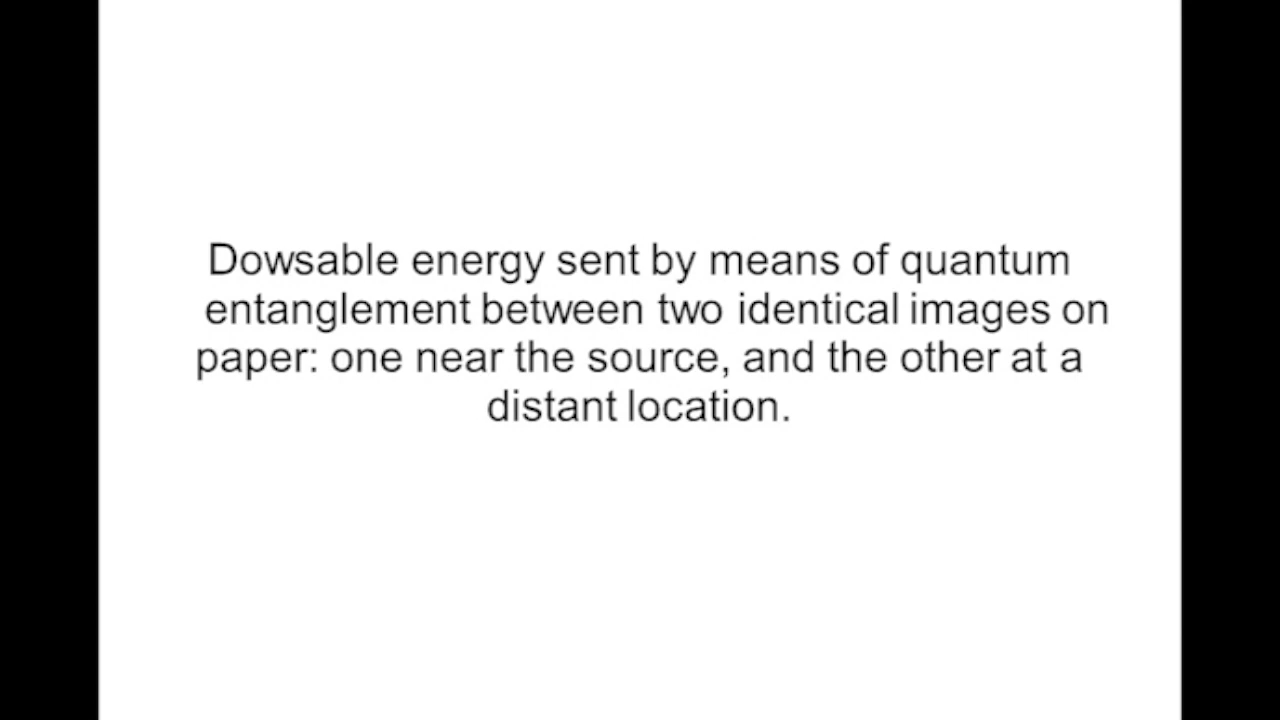 Dowsable energy sent by means of quantum
entanglement between two identical images on
paper: one near the source, and the other at a
distant location.